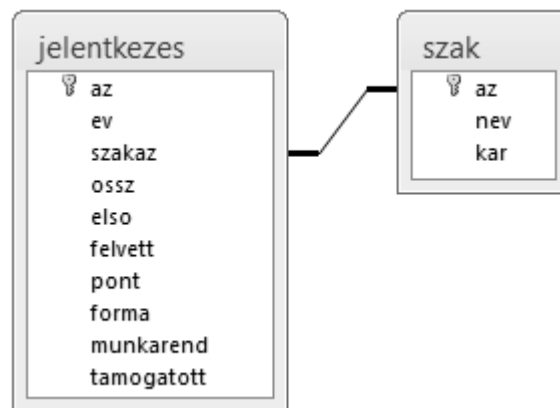 jelentkezes
az
ev
szakaz
ossz
elso
felvett
pont
forma
munkarend
tamogatott
szak
az
nev
kar